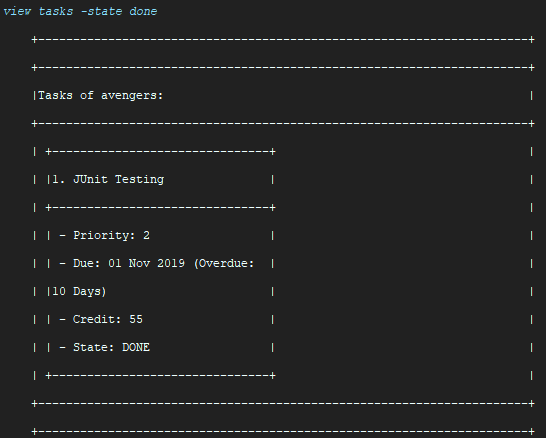 view tasks -state done
+----------------------------------------------------------------------+
+----------------------------------------------------------------------+
|Tasks of avengers:                                                    |
+----------------------------------------------------------------------+
| +-------------------------------+                                    |
| |1. JUnit Testing               |                                    |
| +-------------------------------+                                    |
| | - Priority: 2                 |                                    |
| | - Due: 01 Nov 2019 (Overdue:  |                                    |
| |10 Days)                       |                                    |
| | - Credit: 55                  |                                    |
| | - State: DONE                 |                                    |
| +-------------------------------+                                    |
+----------------------------------------------------------------------+
+----------------------------------------------------------------------+